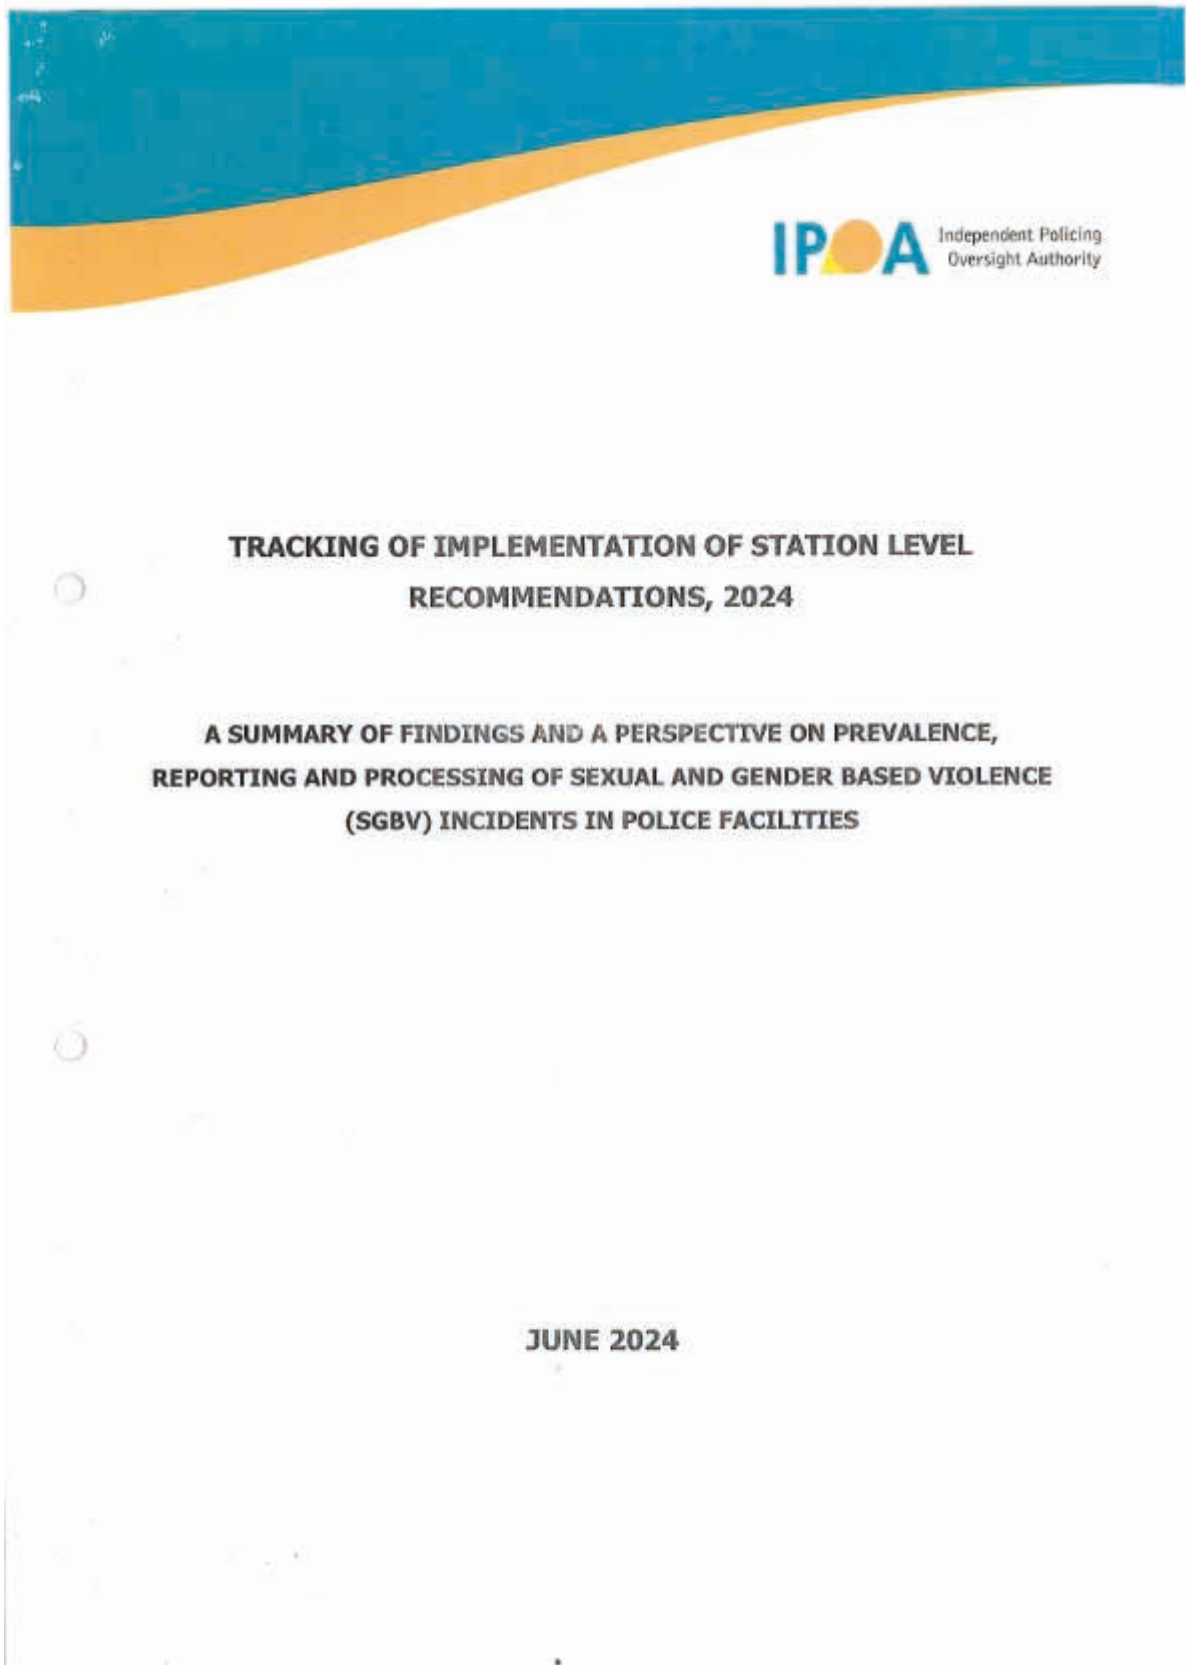 IPOA Independent Policing
Oversight Authority
TRACKING OF IMPLEMENTATION OF STATION LEVEL
RECOMMENDATIONS, 2024
A SUMMARY OF FINDINGS AND A PERSPECTIVE ON PREVALENCE,
REPORTING AND PROCESSING OF SEXUAL AND GENDER BASED VIOLENCE
(SGBV) INCIDENTS IN POLICE FACILITIES
JUNE 2024